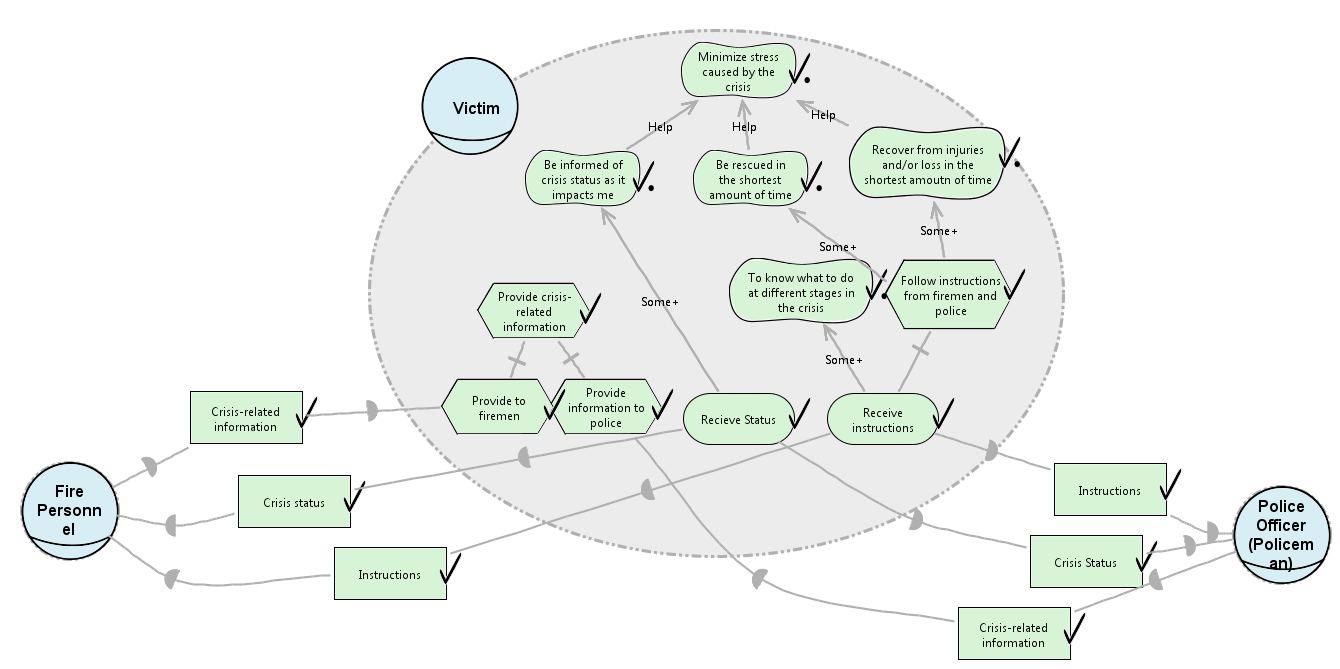 Minimize stress
caused by the
crisis
Victim
Help
Help
Help
Be informed of
crisis status as it
impacts me
Be rescued in
the shortest
amount of time
Recover from injuries
and/or loss in the
shortest amoutn of time
Some+
Some+
To know what to do
at different stages in
the crisis
Follow instructions
from firemen and
police
Provide crisis-
related
information
Some+
Some+
Provide to
firemen
Provide
information to
police
Recieve Status
Receive
instructions
Crisis-related
information
Fire
Personn
el
Crisis status
Instructions
Instructions
Police
Officer
(Policem
an)
Crisis Status
Crisis-related
information